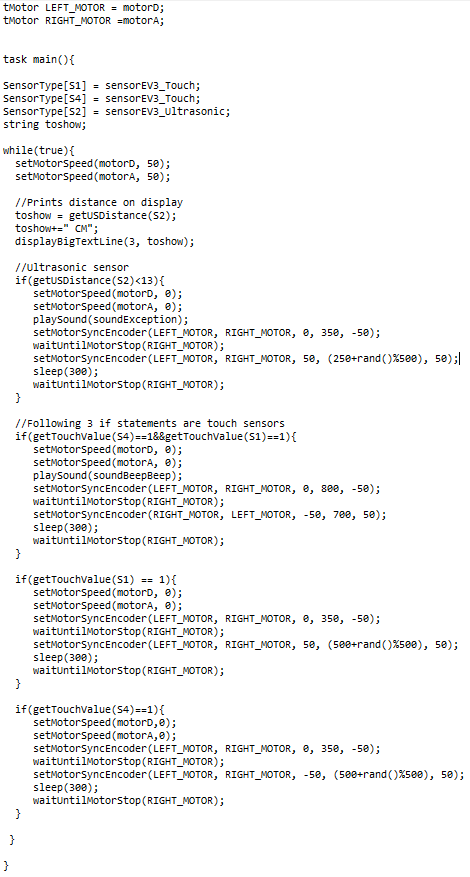 tMotor LEFT_MOTOR = motorD;
tMotor RIGHT_MOTOR =motorA;
task main(){
SensorType[S1] = sensorEV3_Touch;
SensorType[S4] = sensorEV3_Touch;
SensorType[S2] = sensorEV3_Ultrasonic;
string toshow;
while(true){
setMotorSpeed(motorD, 50);
setMotorSpeed(motorA, 50);
//Prints distance on display
toshow = getUSDistance(S2);
toshow+=" CM";
displayBigTextLine(3, toshow);
//Ultrasonic sensor
if(getUSDistance(S2)<13){
setMotorSpeed(motorD, 0);
setMotorSpeed(motorA, 0);
playSound(soundException);
setMotorSyncEncoder(LEFT_MOTOR, RIGHT_MOTOR, 0, 350, -50);
waitUntilMotorStop(RIGHT_MOTOR);
setMotorSyncEncoder(LEFT_MOTOR, RIGHT_MOTOR, 50, (250+rand()%500), 50);
sleep(300);
waitUntilMotorStop(RIGHT_MOTOR);
}
//Following 3 if statements are touch sensors
if(getTouchValue(S4)==1&&getTouchValue(S1)==1){
setMotorSpeed(motorD, 0);
setMotorSpeed(motorA, 0);
playSound(soundBeepBeep);
setMotorSyncEncoder(LEFT_MOTOR, RIGHT_MOTOR, 0, 800, -50);
waitUntilMotorStop(RIGHT_MOTOR);
setMotorSyncEncoder(RIGHT_MOTOR, LEFT_MOTOR, -50, 700, 50);
sleep(300);
waitUntilMotorStop(RIGHT_MOTOR);
}
if(getTouchValue(S1) == 1){
setMotorSpeed(motorD, 0);
setMotorSpeed(motorA, 0);
setMotorSyncEncoder(LEFT_MOTOR, RIGHT_MOTOR, 0, 350, -50);
waitUntilMotorStop(RIGHT_MOTOR);
setMotorSyncEncoder(LEFT_MOTOR, RIGHT_MOTOR, 50, (500+rand()%500), 50);
sleep(300);
waitUntilMotorStop(RIGHT_MOTOR);
}
if(getTouchValue(S4)==1){
setMotorSpeed(motorD,0);
setMotorSpeed(motorA,0);
setMotorSyncEncoder(LEFT_MOTOR, RIGHT_MOTOR, 0, 350, -50);
waitUntilMotorStop(RIGHT_MOTOR);
setMotorSyncEncoder(LEFT_MOTOR, RIGHT_MOTOR, -50, (500+rand()%500), 50);
sleep(300);
waitUntilMotorStop(RIGHT_MOTOR);
}
}
}